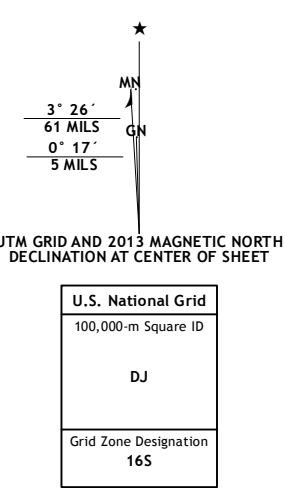 ★
MN
3° 26´
61 MILS
GN
0° 17´
5 MILS
UTM GRID AND 2013 MAGNETIC NORTH
DECLINATION AT CENTER OF SHEET
U.S. National Grid
100,000-m Square ID
DJ
Grid Zone Designation
16S